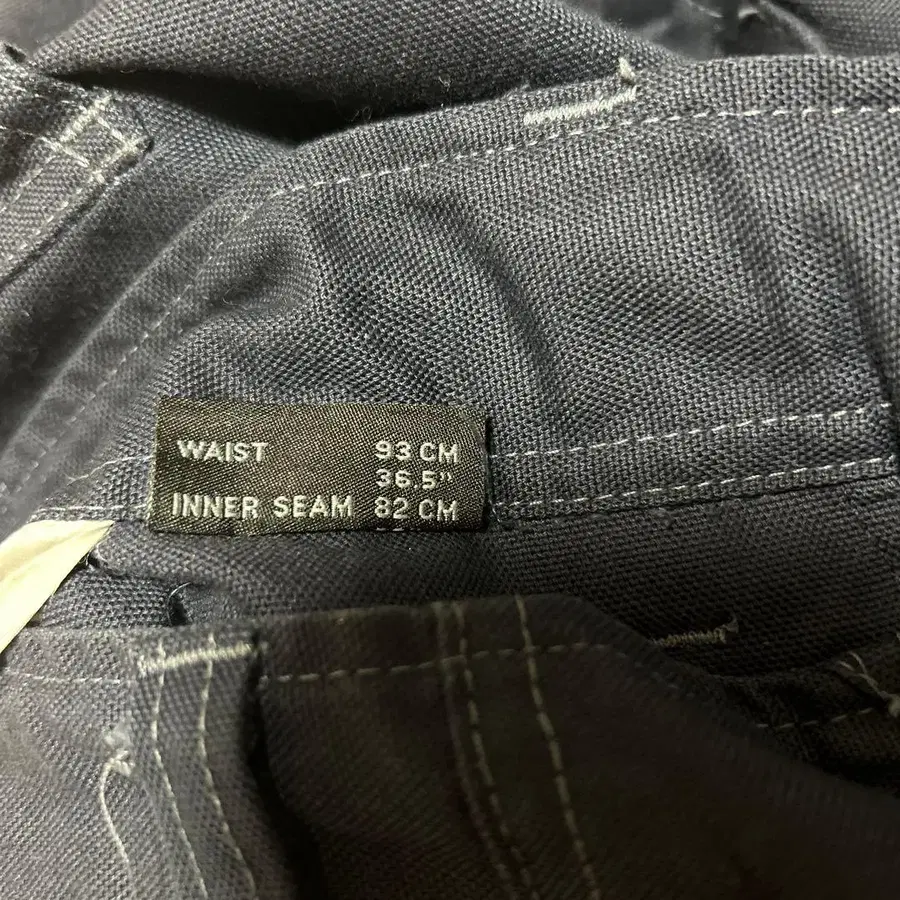 WAIST 93 CM
36.5"
INNER SEAM 82 CM